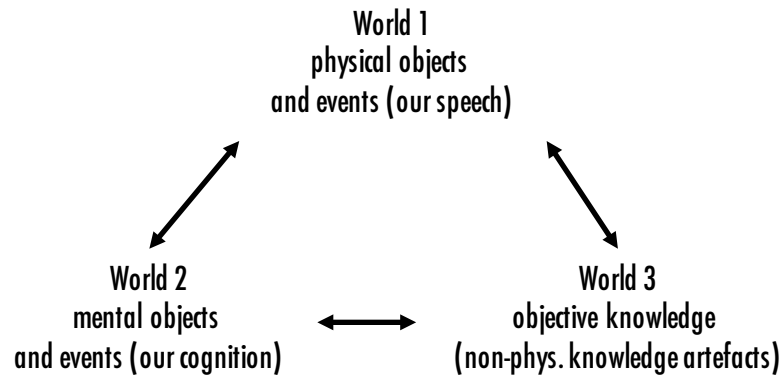 World 1
physical objects
and events (our speech)
World 2
mental objects
and events (our cognition)
World 3
objective knowledge
(non-phys. knowledge artefacts)